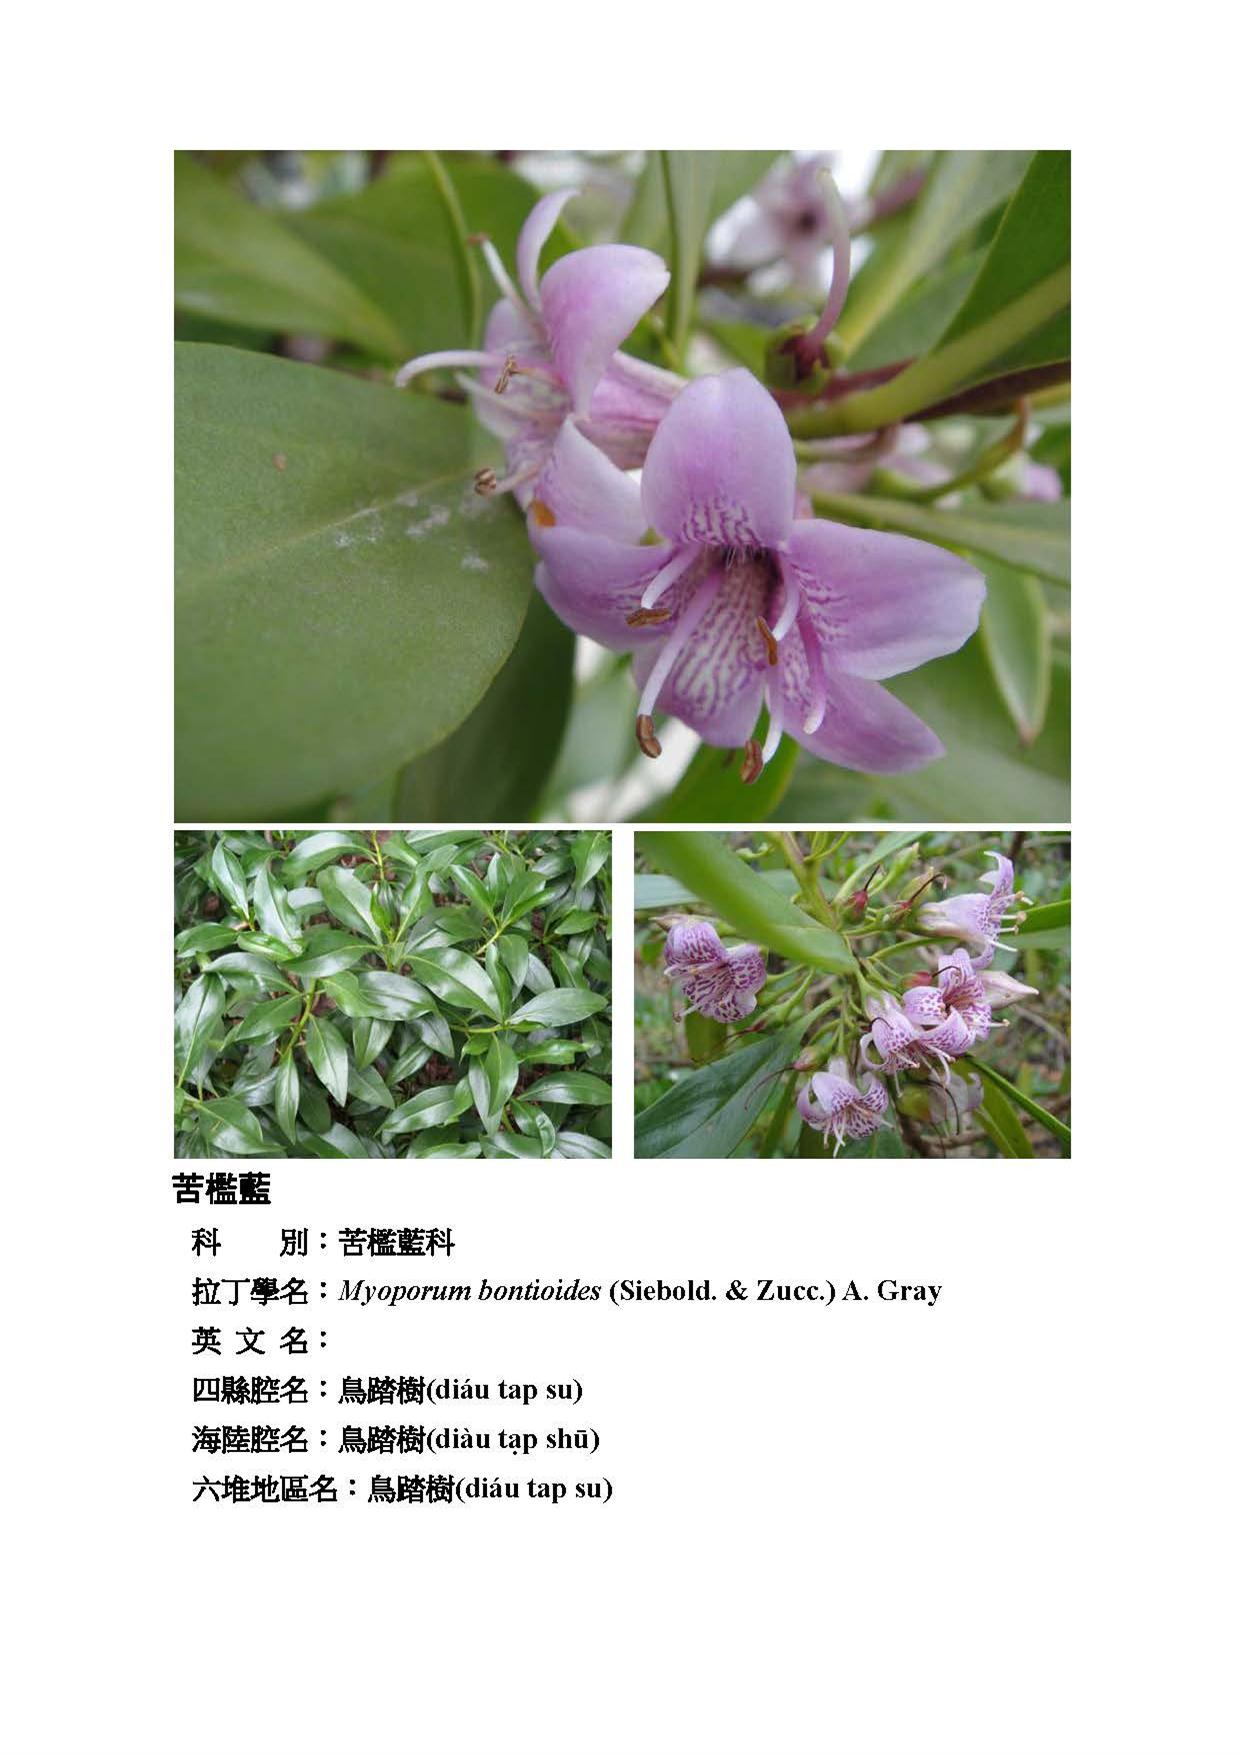 苦檻藍
科　　別：苦檻藍科
拉丁學名：Myoporum bontioides (Siebold. & Zucc.) A. Gray
英 文 名：
四縣腔名：鳥踏樹(diáu tap su)
海陸腔名：鳥踏樹(diàu tạp shū)
六堆地區名：鳥踏樹(diáu tap su)